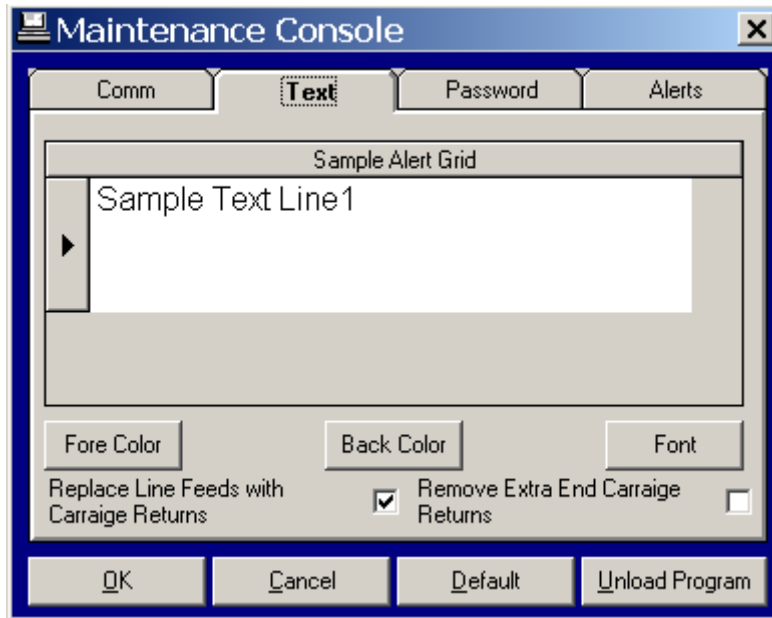 Maintenance Console
Comm Text Password Alerts
Sample Alert Grid
Sample Text Line1
Fore Color Back Color Font
Replace Line Feeds with
Carraige Returns
Remove Extra End Carraige
Returns
OK Cancel Default Unload Program